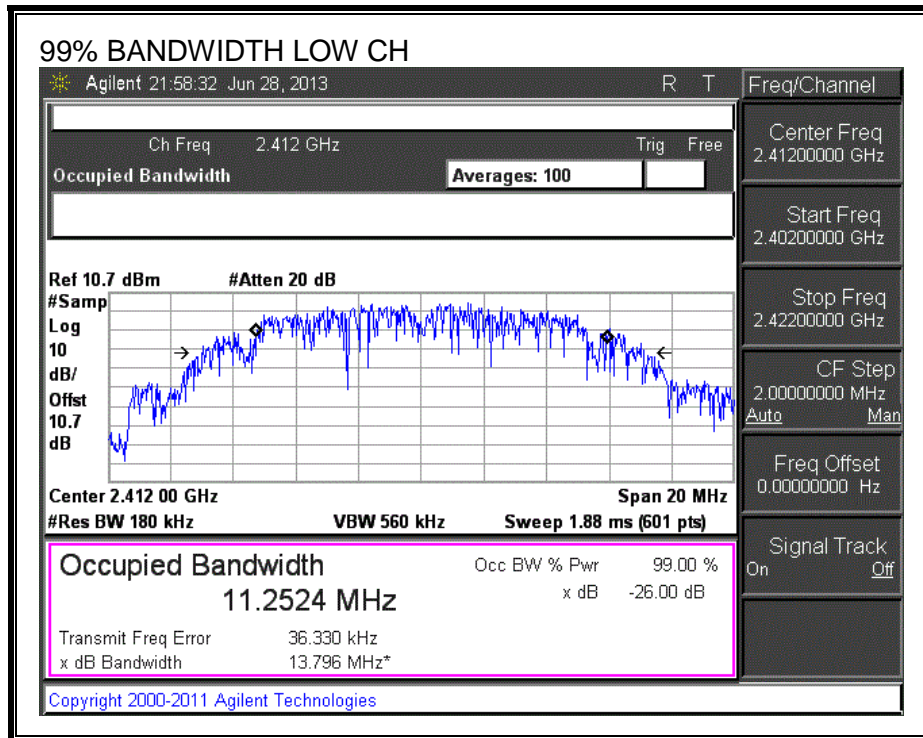 99% BANDWIDTH LOW CH
Agilent 21:58:32 Jun 28, 2013 R T
Freq/Channel
Ch Freq 2.412 GHz Trig Free
Occupied Bandwidth Averages: 100
Center Freq
2.41200000 GHz
Start Freq
2.40200000 GHz
Stop Freq
2.42200000 GHz
CF Step
2.00000000 MHz
Auto Man
Freq Offset
0.00000000 Hz
Signal Track
On Off
Ref 10.7 dBm #Atten 20 dB
#Samp
Log
10
dB/
Offst
10.7
dB
Center 2.412 00 GHz Span 20 MHz
#Res BW 180 kHz VBW 560 kHz Sweep 1.88 ms (601 pts)
Occupied Bandwidth Occ BW % Pwr 99.00 %
11.2524 MHz x dB -26.00 dB
Transmit Freq Error 36.330 kHz
x dB Bandwidth 13.796 MHz*
Copyright 2000-2011 Agilent Technologies